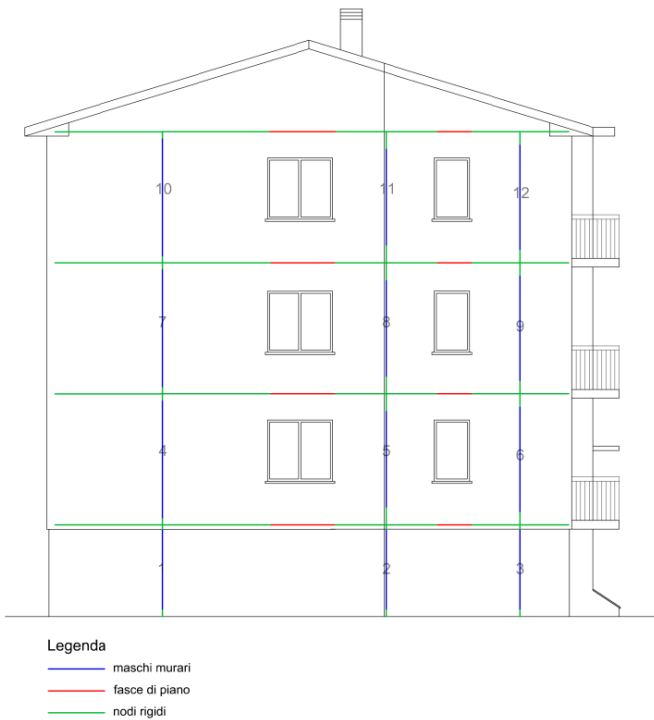 10 11 12
7 8 9
4 5 6
1 2 3
Legenda
maschi murari
fasce di piano
nodi rigidi